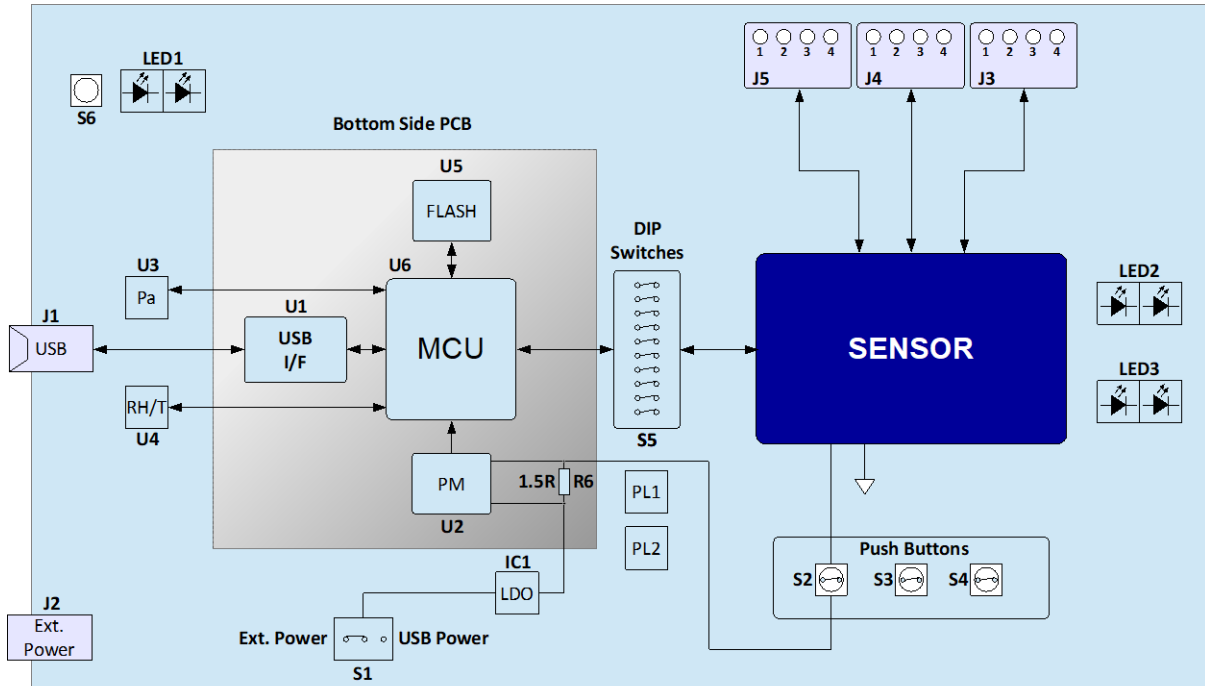 LED1
S6
1 2 3 4
J5
1 2 3 4
J4
1 2 3 4
J3
Bottom Side PCB
U5
FLASH
DIP
Switches
U6
U3
Pa
U1
USB
I/F
J1
USB
MCU
SENSOR
LED2
LED3
RH/T
U4
S5
PM
U2
1.5R R6
PL1
PL2
Push Buttons
S2 S3 S4
IC1
LDO
J2
Ext.
Power
Ext. Power USB Power
S1